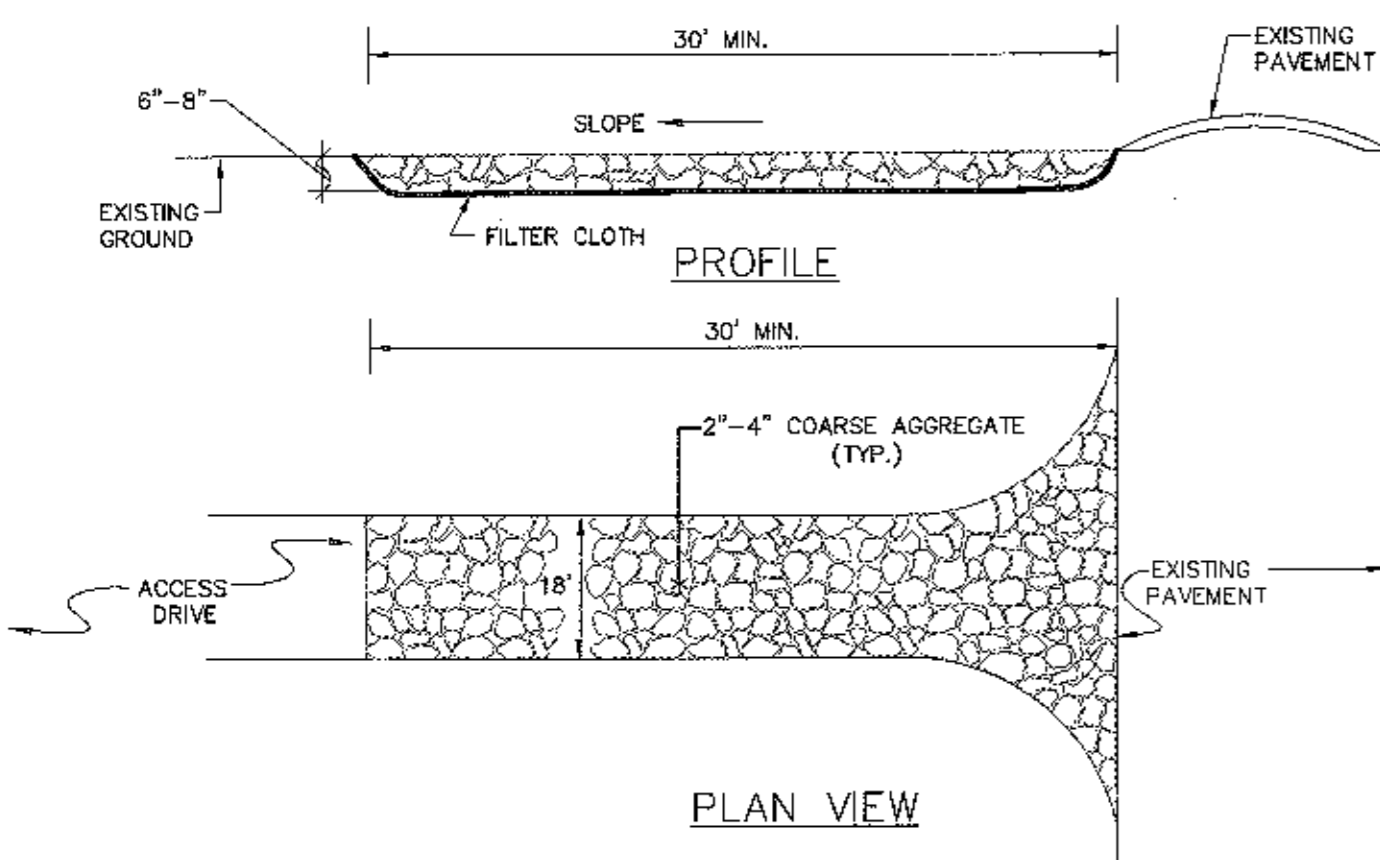 30' MIN.
EXISTING
PAVEMENT
6"-8"
SLOPE
EXISTING
GROUND
FILTER CLOTH
PROFILE
30' MIN.
2"-4" COARSE AGGREGATE
(TYP.)
18'
ACCESS
DRIVE
EXISTING
PAVEMENT
PLAN VIEW